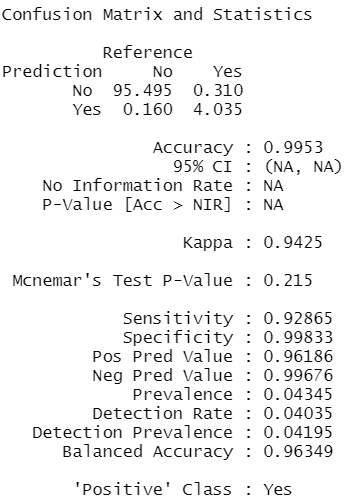 Confusion Matrix and Statistics
Reference
Prediction No Yes
No 95.495 0.310
Yes 0.160 4.035
Accuracy : 0.9953
95% CI : (NA, NA)
No Information Rate : NA
P-Value [Acc > NIR] : NA
Kappa : 0.9425
Mcnemar's Test P-Value : 0.215
Sensitivity : 0.92865
Specificity : 0.99833
Pos Pred Value : 0.96186
Neg Pred Value : 0.99676
Prevalence : 0.04345
Detection Rate : 0.04035
Detection Prevalence : 0.04195
Balanced Accuracy : 0.96349
'Positive' Class : Yes